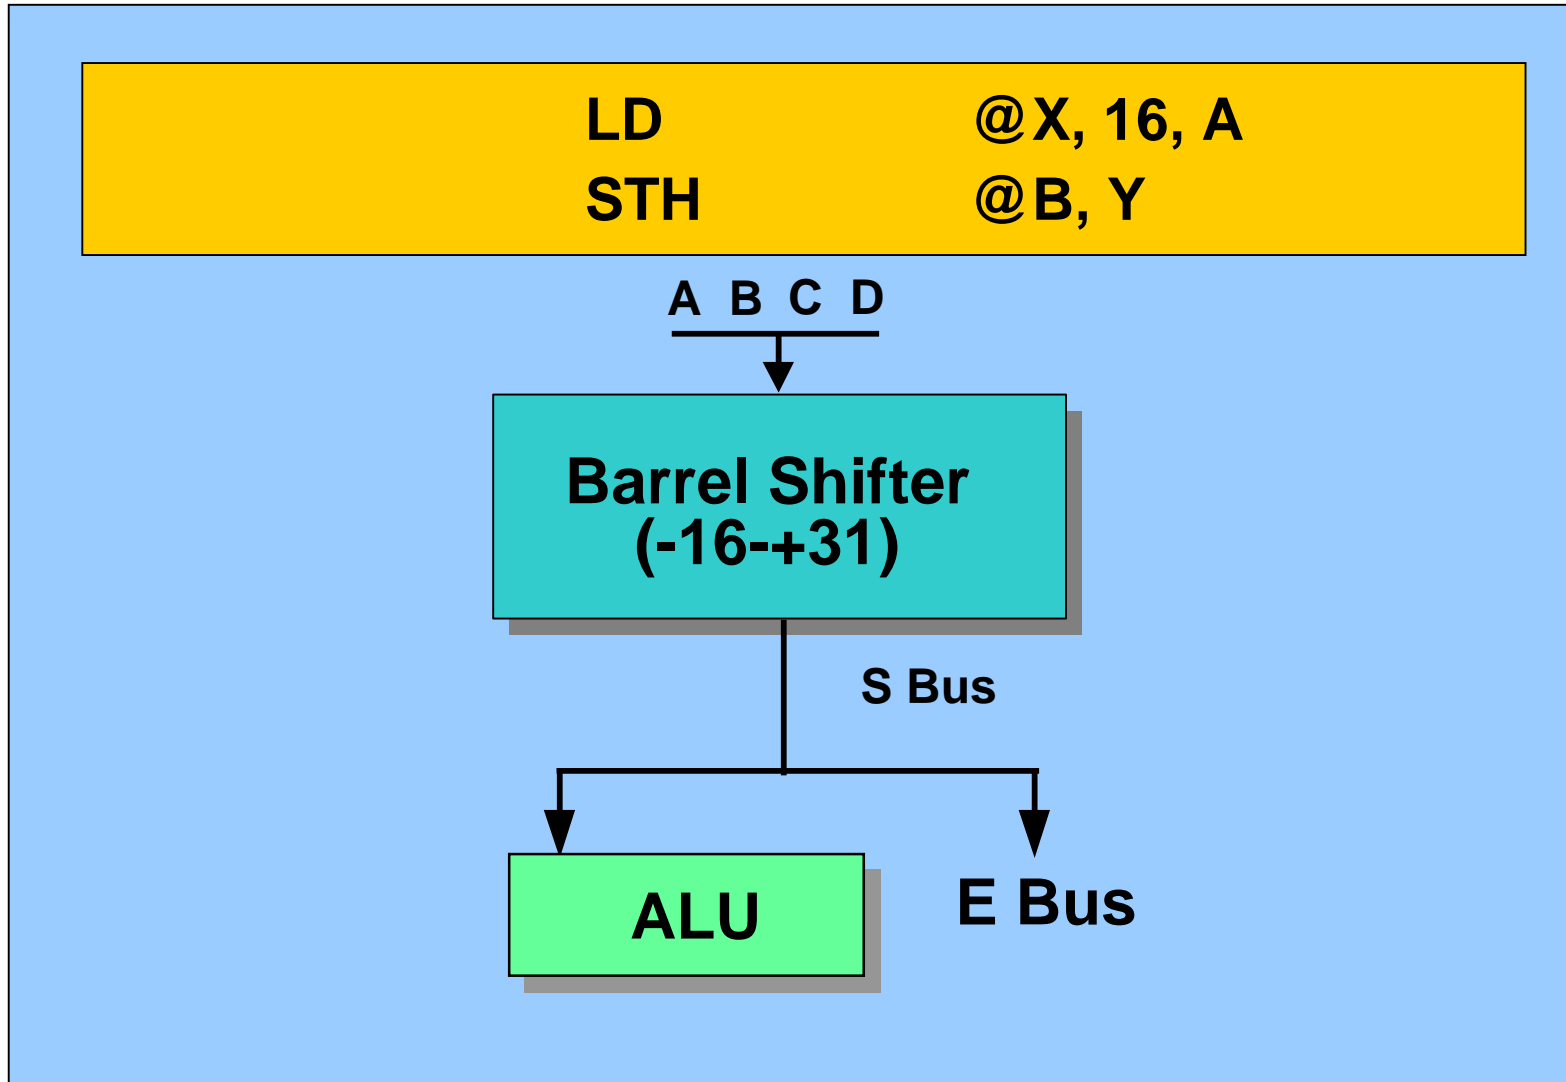 LD @X, 16, A
STH @B, Y
A B C D
Barrel Shifter
(-16-+31)
S Bus
ALU
E Bus